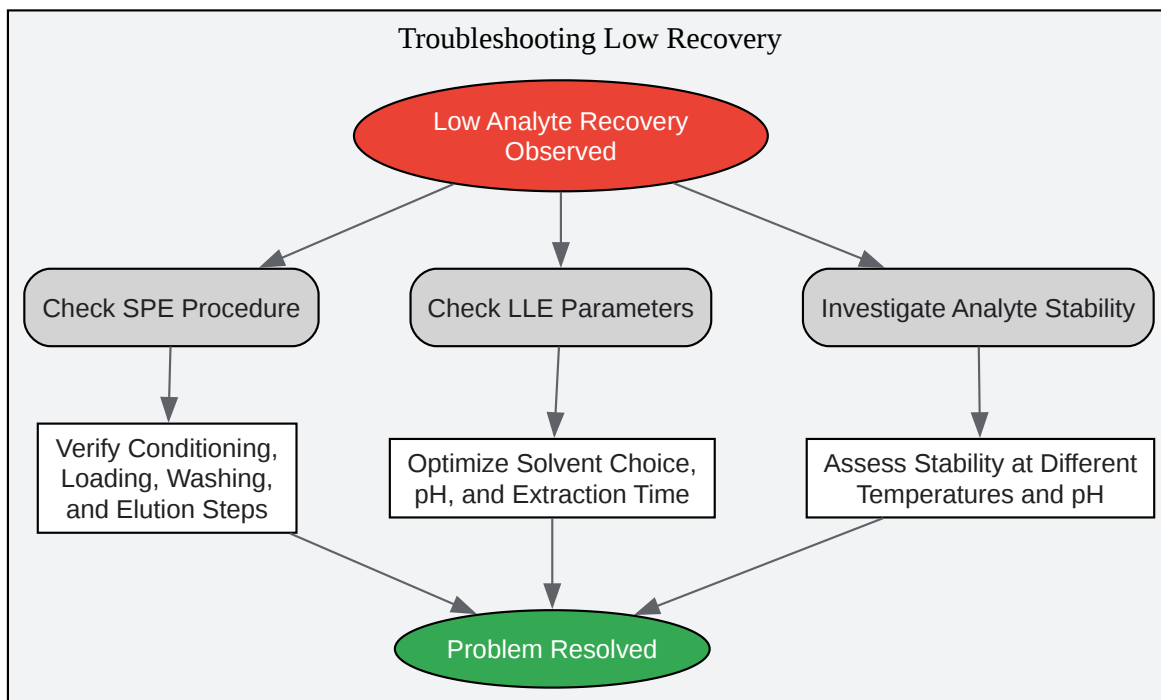 Troubleshooting Low Recovery
Low Analyte Recovery
Observed
Check SPE Procedure
Check LLE Parameters
Investigate Analyte Stability
Verify Conditioning,
Loading, Washing,
and Elution Steps
Optimize Solvent Choice,
pH, and Extraction Time
Assess Stability at Different
Temperatures and pH
Problem Resolved